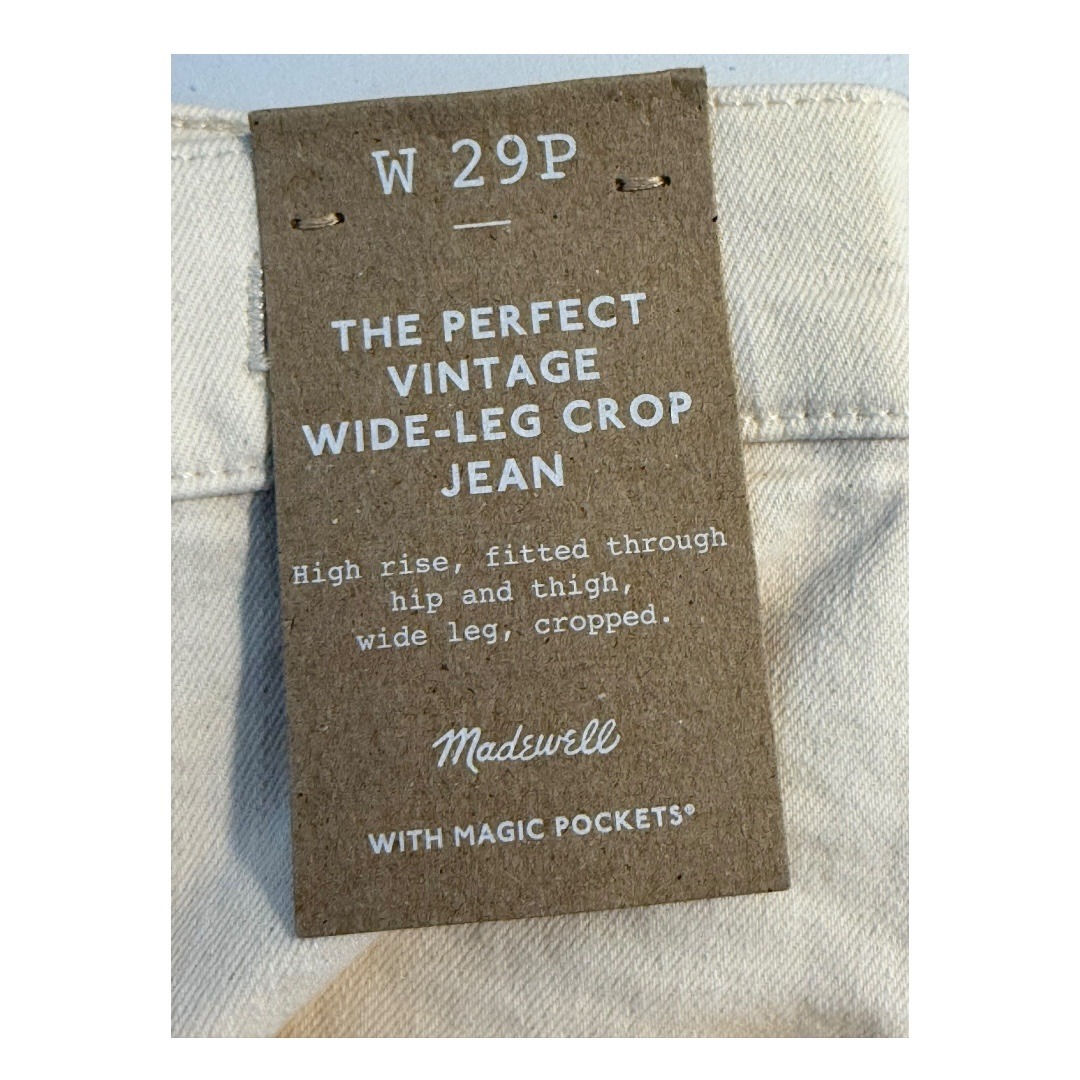 W 29P
THE PERFECT
VINTAGE
WIDE-LEG CROP
JEAN
High rise, fitted through
hip and thigh,
wide leg, cropped.
Madewell
WITH MAGIC POCKETS®